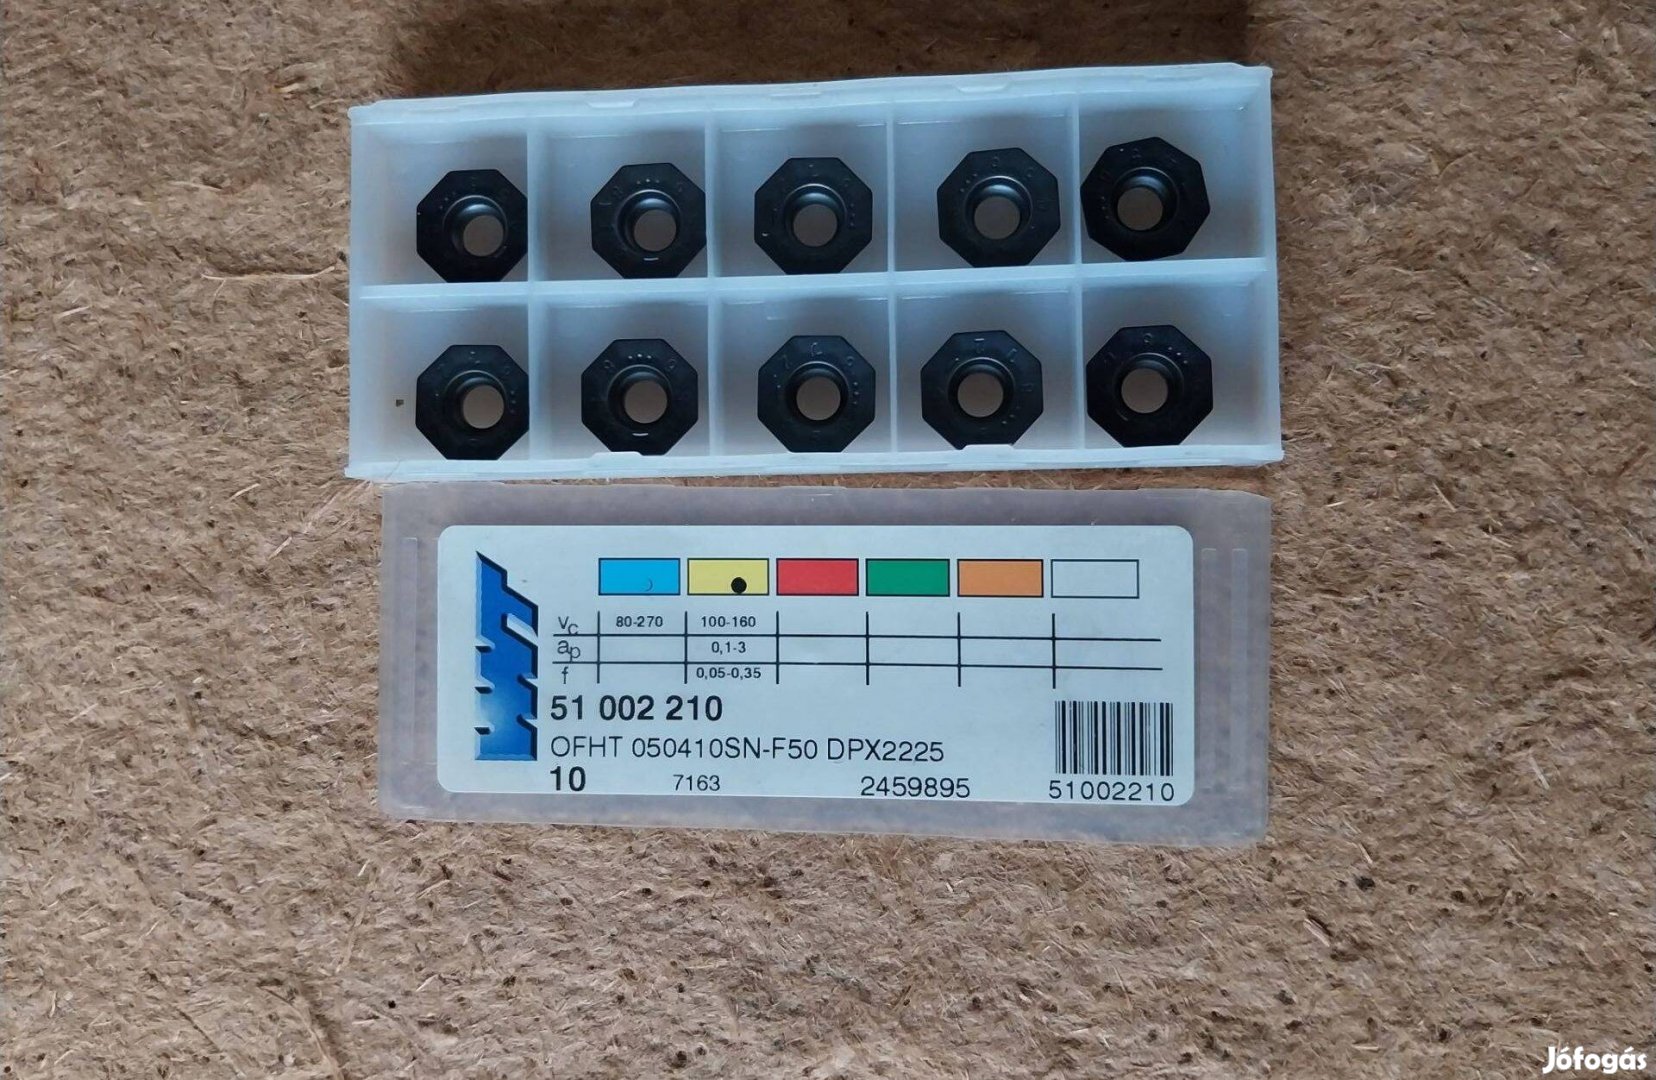 WNT
vc 80-270 100-160
ap 0,1-3
f 0,05-0,35
51 002 210
OFHT 050410SN-F50 DPX2225
10 7163 2459895 51002210
Jófogás